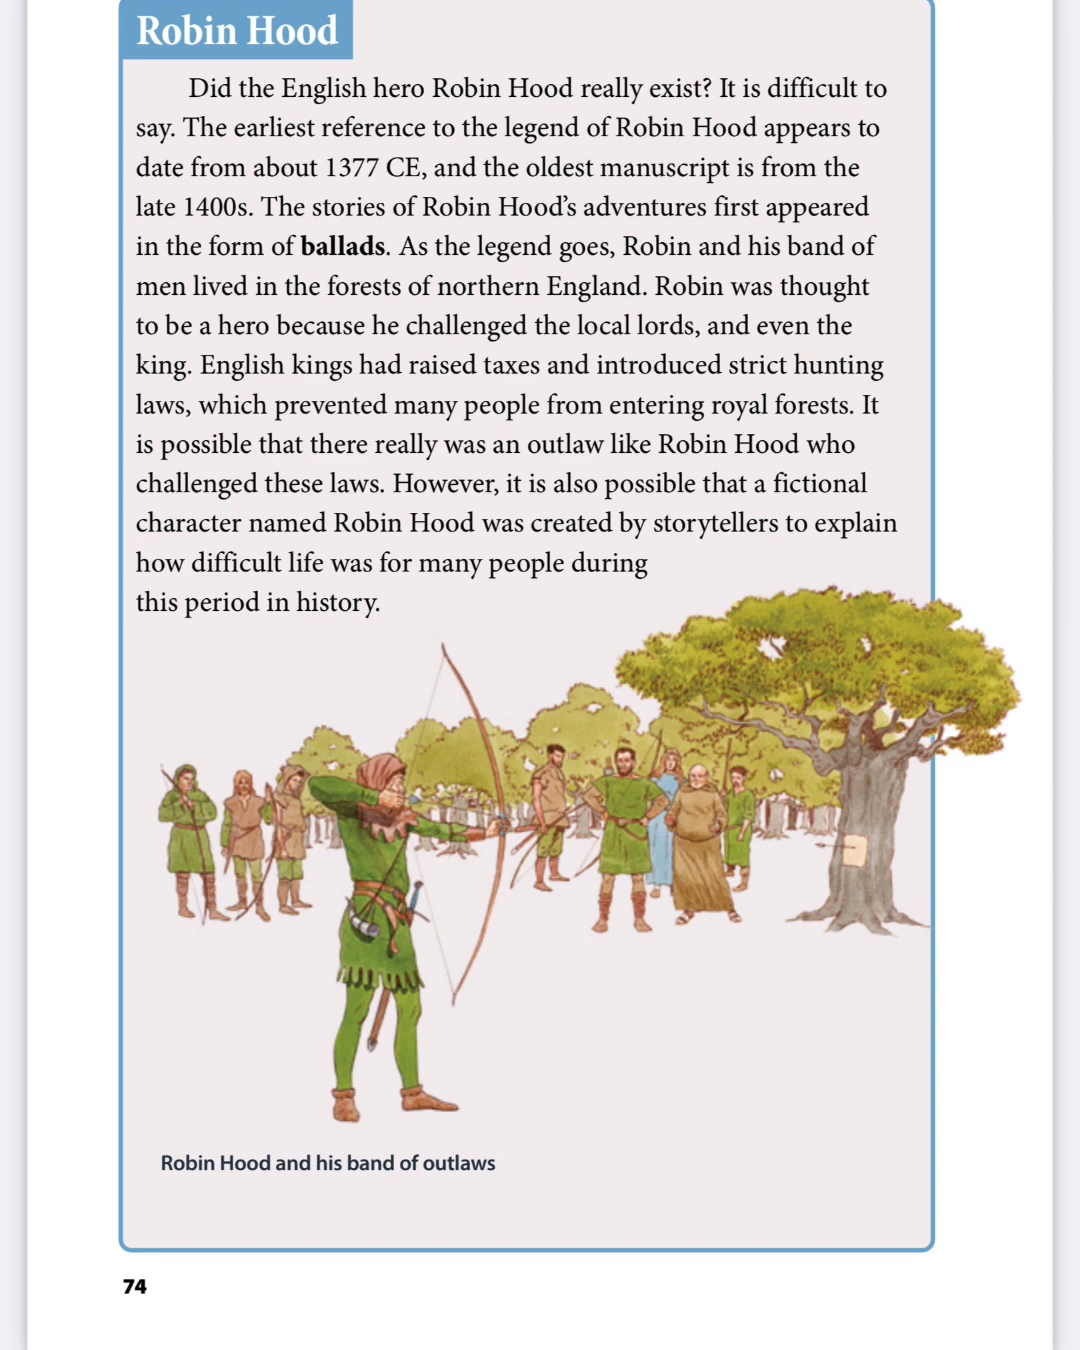 Robin Hood
Did the English hero Robin Hood really exist? It is difficult to
say. The earliest reference to the legend of Robin Hood appears to
date from about 1377 CE, and the oldest manuscript is from the
late 1400s. The stories of Robin Hood’s adventures first appeared
in the form of ballads. As the legend goes, Robin and his band of
men lived in the forests of northern England. Robin was thought
to be a hero because he challenged the local lords, and even the
king. English kings had raised taxes and introduced strict hunting
laws, which prevented many people from entering royal forests. It
is possible that there really was an outlaw like Robin Hood who
challenged these laws. However, it is also possible that a fictional
character named Robin Hood was created by storytellers to explain
how difficult life was for many people during
this period in history.
Robin Hood and his band of outlaws
74